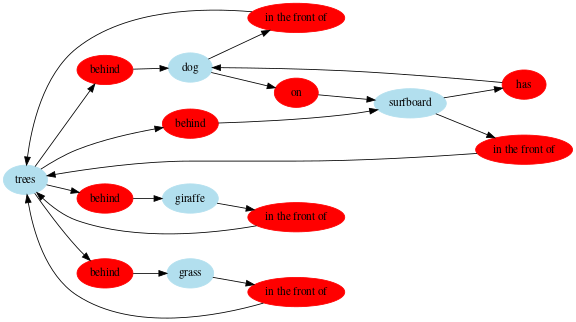 in the front of
behind
dog
has
on
surfboard
behind
in the front of
trees
behind
giraffe
in the front of
behind
grass
in the front of